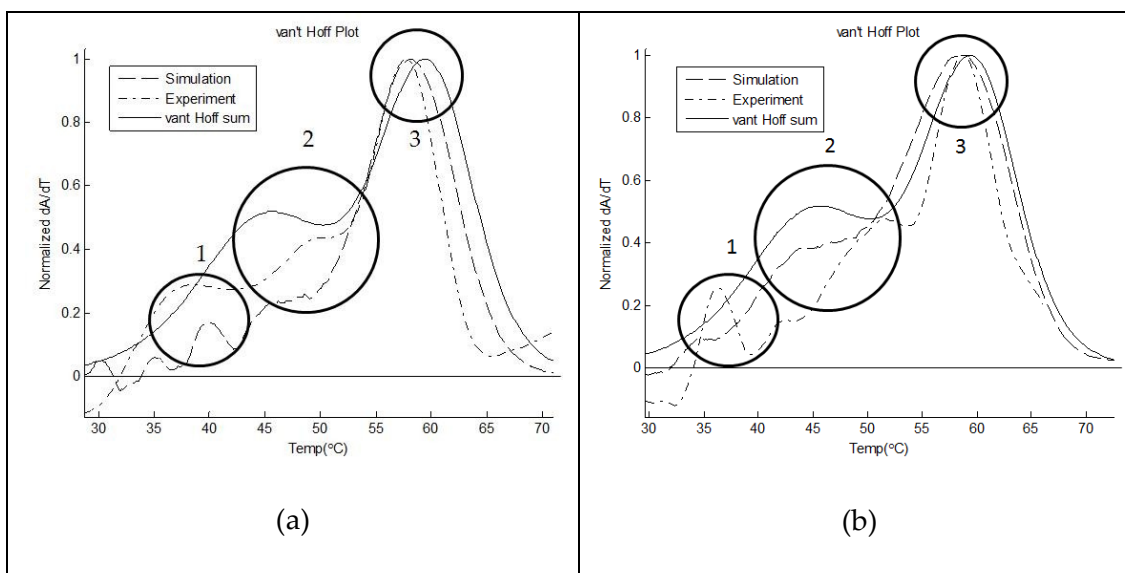 van't Hoff Plot
Simulation
Experiment
vant Hoff sum
1
2
3
Normalized dA/dT
1
0.8
0.6
0.4
0.2
0
30 35 40 45 50 55 60 65 70
Temp(°C)
(a)
van't Hoff Plot
Simulation
Experiment
vant Hoff sum
1
2
3
Normalized dA/dT
1
0.8
0.6
0.4
0.2
0
30 35 40 45 50 55 60 65 70
Temp(°C)
(b)